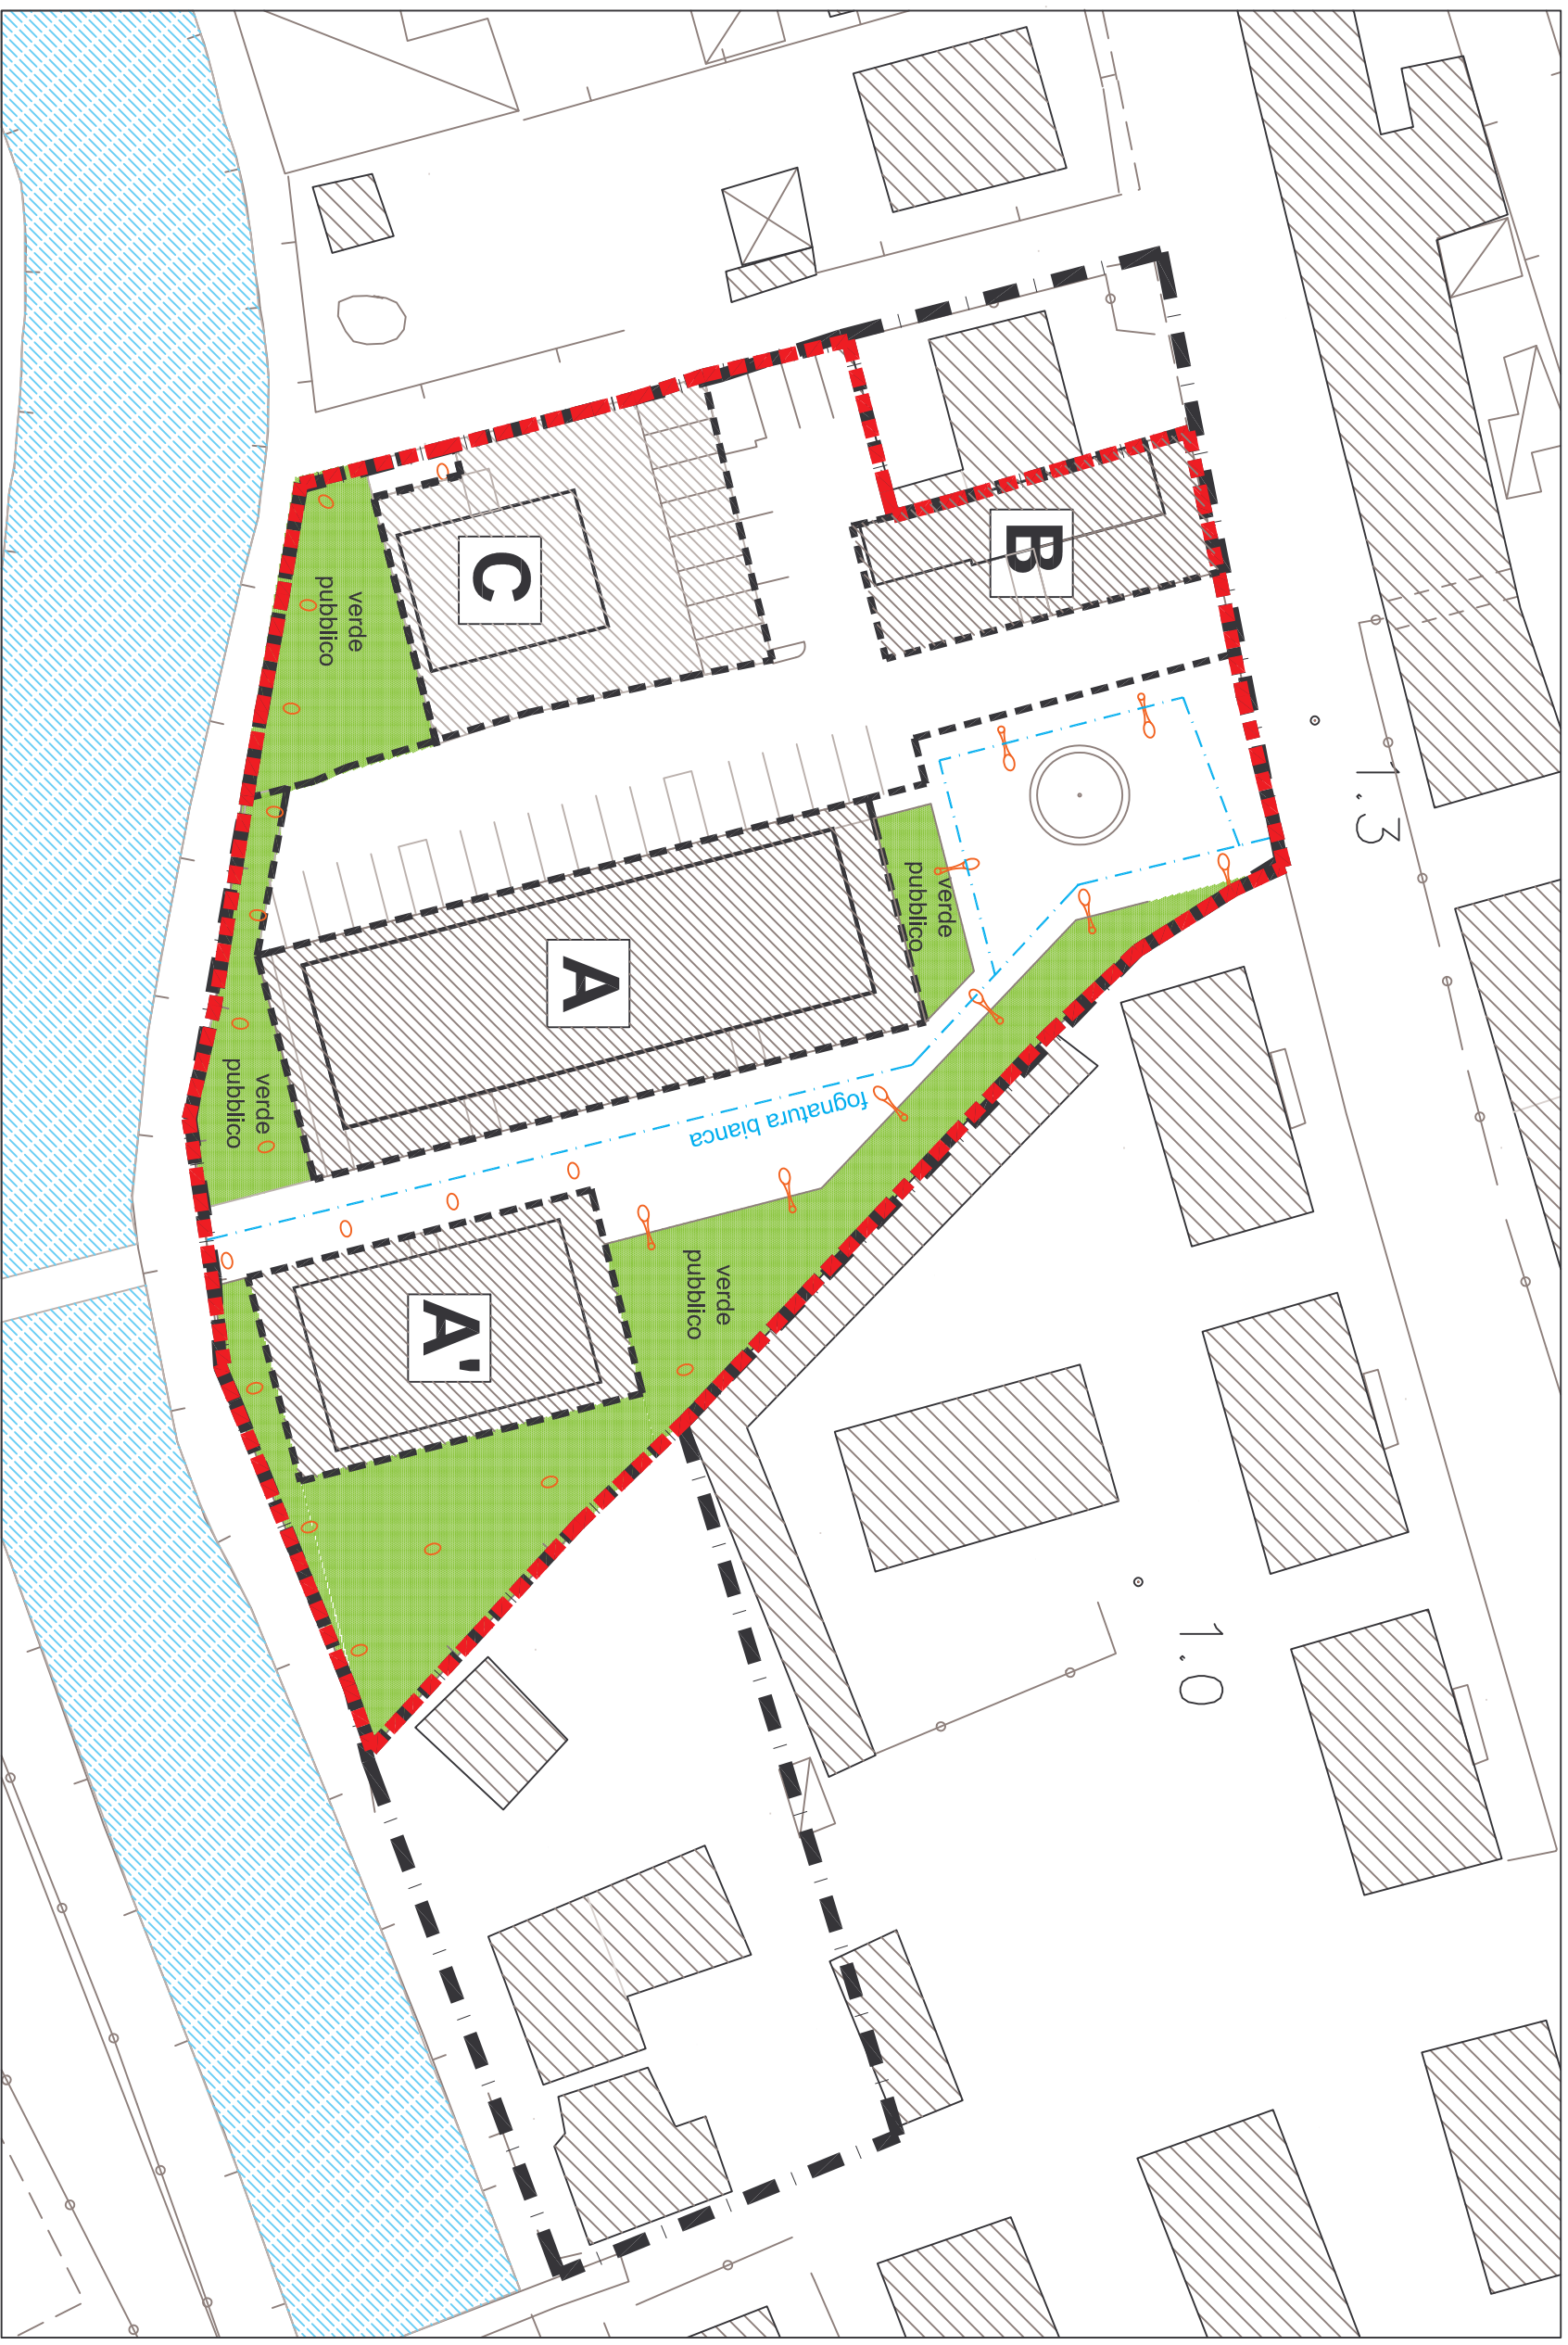 1.3
B
C
verde
pubblico
verde
pubblico
A
fognatura bianca
verde
pubblico
verde
pubblico
A'
1.0